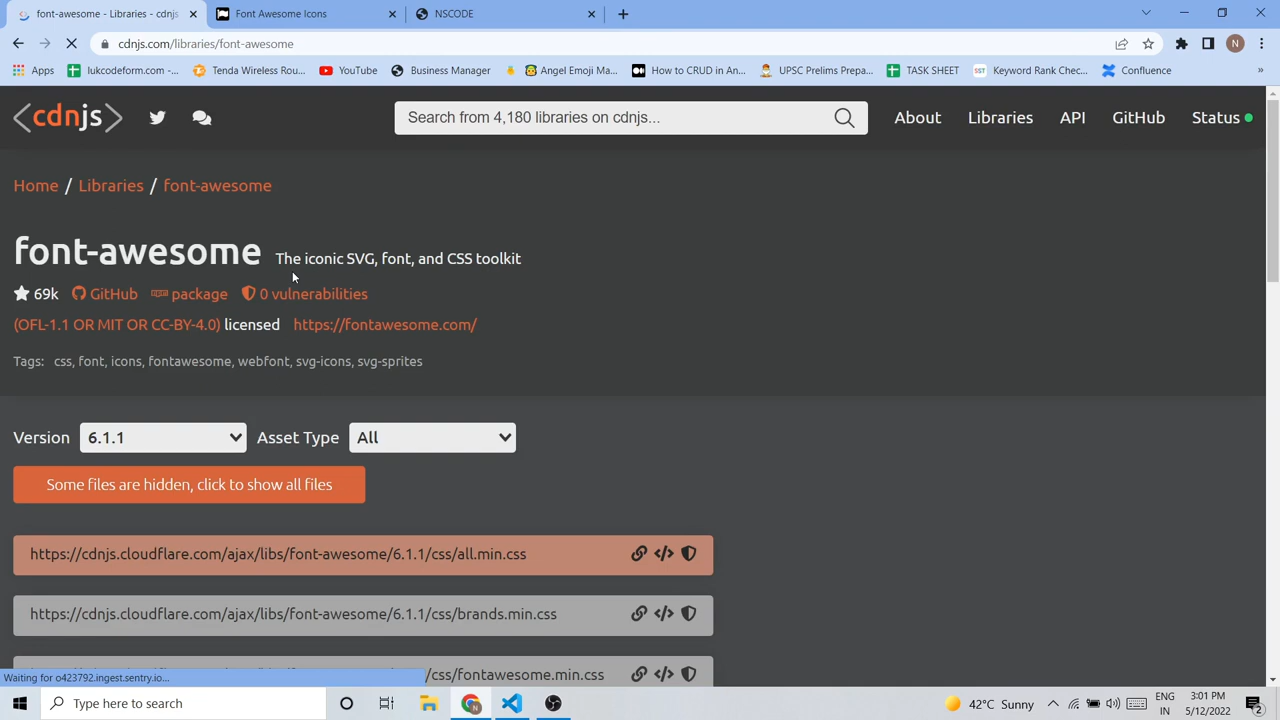 font-awesome - Libraries - cdnjs
Font Awesome Icons
NSCODE
cdnjs.com/libraries/font-awesome
N
Apps
lukcodeform.com -...
Tenda Wireless Rou...
YouTube
Business Manager
Angel Emoji Ma...
How to CRUD in An...
UPSC Prelims Prepa...
TASK SHEET
SST
Keyword Rank Chec...
Confluence
»
<cdnjs>
Search from 4,180 libraries on cdnjs...
About
Libraries
API
GitHub
Status
Home / Libraries / font-awesome
font-awesome The iconic SVG, font, and CSS toolkit
69k GitHub package 0 vulnerabilities
(OFL-1.1 OR MIT OR CC-BY-4.0) licensed https://fontawesome.com/
Tags: css, font, icons, fontawesome, webfont, svg-icons, svg-sprites
Version 6.1.1 Asset Type All
Some files are hidden, click to show all files
https://cdnjs.cloudflare.com/ajax/libs/font-awesome/6.1.1/css/all.min.css
https://cdnjs.cloudflare.com/ajax/libs/font-awesome/6.1.1/css/brands.min.css
/css/fontawesome.min.css
Waiting for o423792.ingest.sentry.io...
Type here to search
42°C Sunny
ENG
IN
3:01 PM
5/12/2022
2